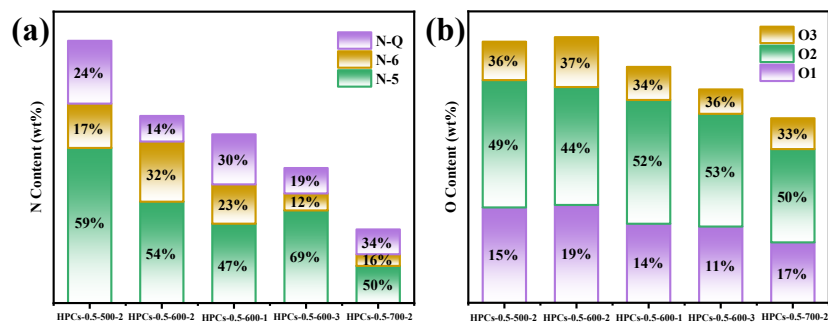 (a)
N Content (wt%)
N-Q
N-6
N-5
24%
17%
59%
14%
32%
54%
30%
23%
47%
19%
12%
69%
34%
16%
50%
HPCs-0.5-500-2 HPCs-0.5-600-2 HPCs-0.5-600-1 HPCs-0.5-600-3 HPCs-0.5-700-2
(b)
O Content (wt%)
O3
O2
O1
36%
49%
15%
37%
44%
19%
34%
52%
14%
36%
53%
11%
33%
50%
17%
HPCs-0.5-500-2 HPCs-0.5-600-2 HPCs-0.5-600-1 HPCs-0.5-600-3 HPCs-0.5-700-2